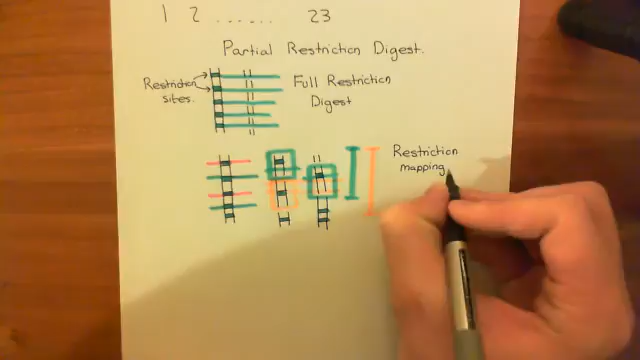 1 2 ....... 23
Partial Restriction Digest.
Restriction
sites.
Full Restriction
Digest
Restriction
mapping